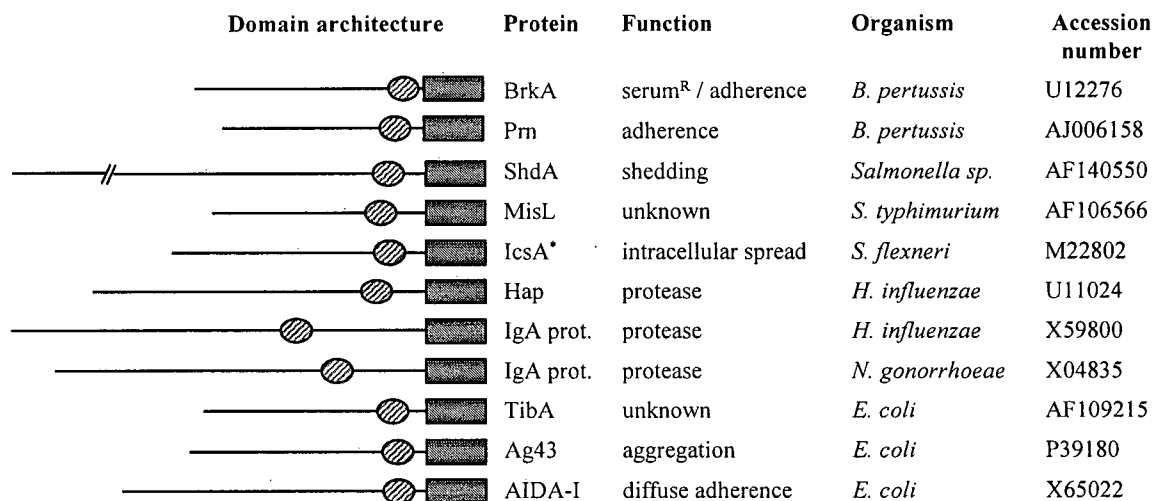 Domain architecture Protein Function Organism Accession number
BrkA serumᴿ / adherence B. pertussis U12276
Prn adherence B. pertussis AJ006158
ShdA shedding Salmonella sp. AF140550
MisL unknown S. typhimurium AF106566
IcsA* intracellular spread S. flexneri M22802
Hap protease H. influenzae U11024
IgA prot. protease H. influenzae X59800
IgA prot. protease N. gonorrhoeae X04835
TibA unknown E. coli AF109215
Ag43 aggregation E. coli P39180
AIDA-I diffuse adherence E. coli X65022